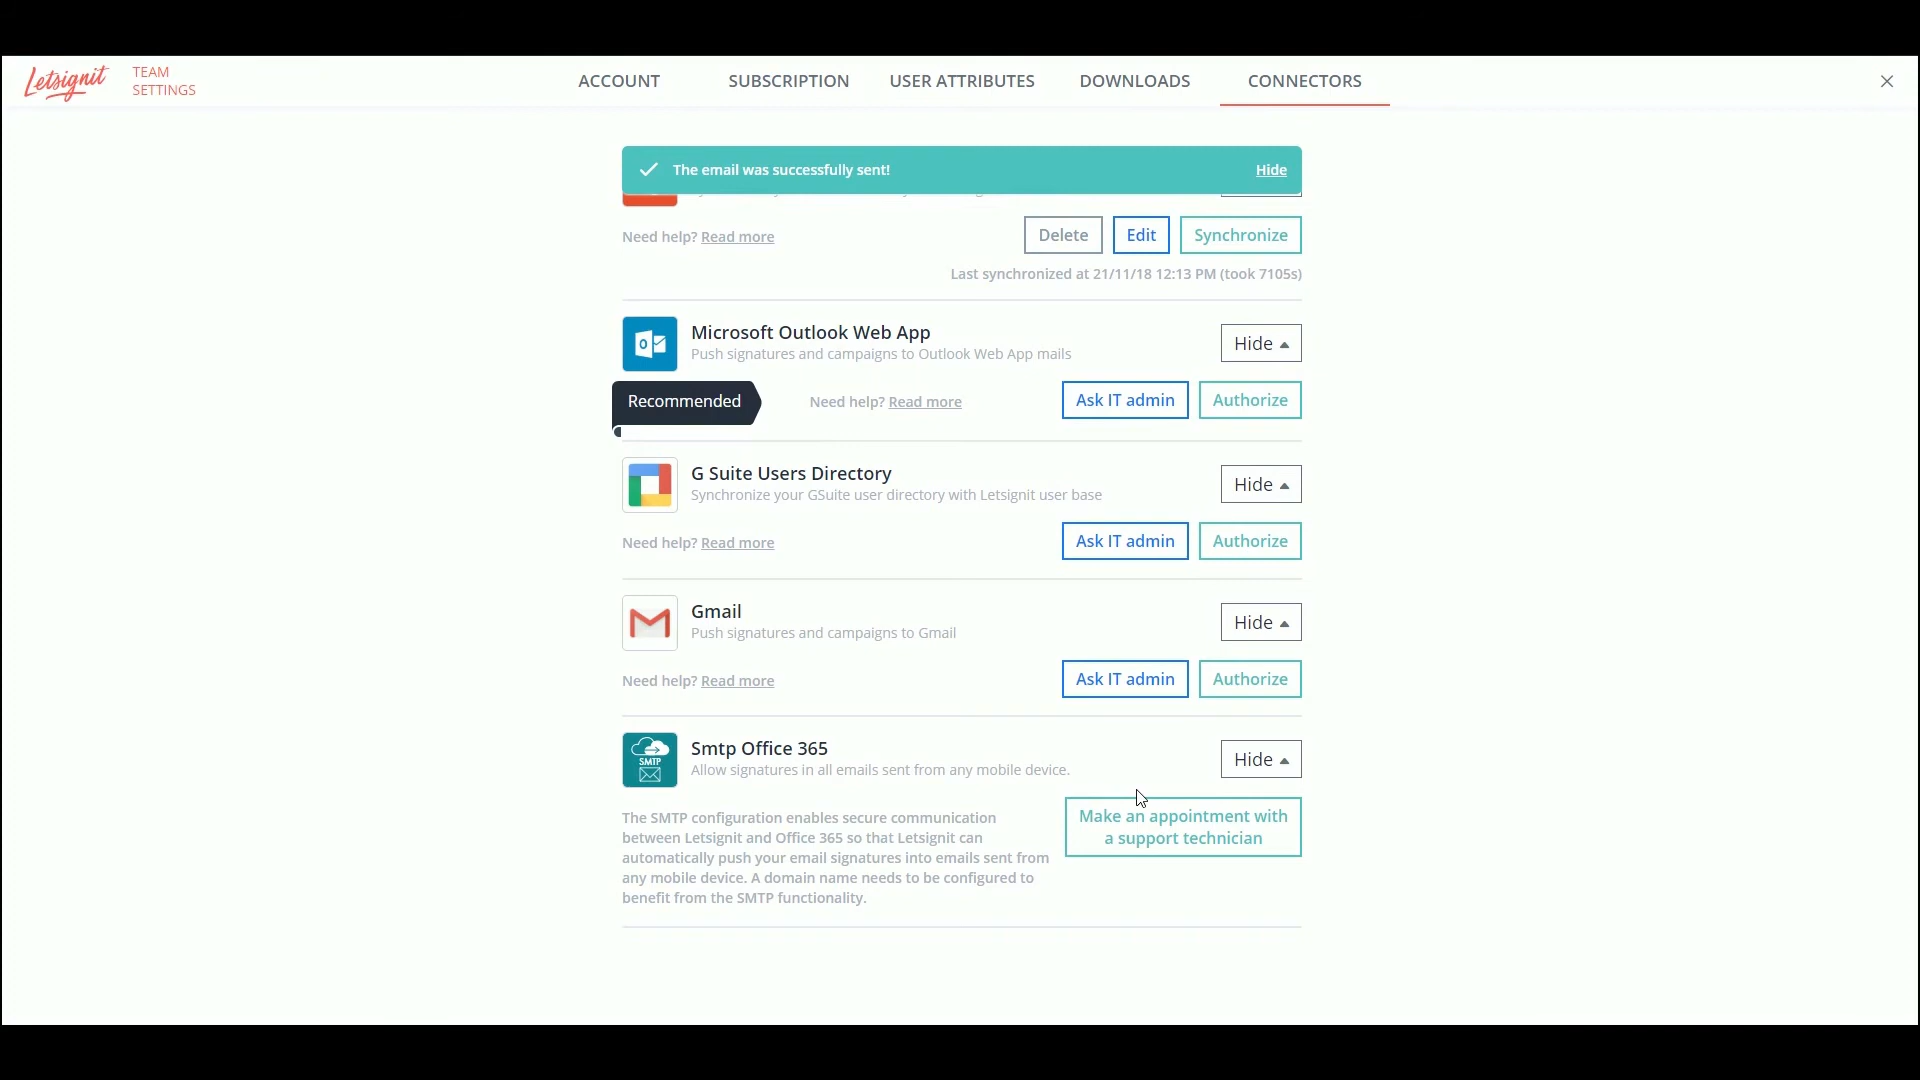 Letsignit
TEAM
SETTINGS
ACCOUNT
SUBSCRIPTION
USER ATTRIBUTES
DOWNLOADS
CONNECTORS
The email was successfully sent!
Hide
Need help? Read more
Delete
Edit
Synchronize
Last synchronized at 21/11/18 12:13 PM (took 7105s)
Microsoft Outlook Web App
Push signatures and campaigns to Outlook Web App mails
Hide
Recommended
Need help? Read more
Ask IT admin
Authorize
G Suite Users Directory
Synchronize your GSuite user directory with Letsignit user base
Hide
Need help? Read more
Ask IT admin
Authorize
Gmail
Push signatures and campaigns to Gmail
Hide
Need help? Read more
Ask IT admin
Authorize
SMTP
Smtp Office 365
Allow signatures in all emails sent from any mobile device.
Hide
The SMTP configuration enables secure communication
between Letsignit and Office 365 so that Letsignit can
automatically push your email signatures into emails sent from
any mobile device. A domain name needs to be configured to
benefit from the SMTP functionality.
Make an appointment with
a support technician